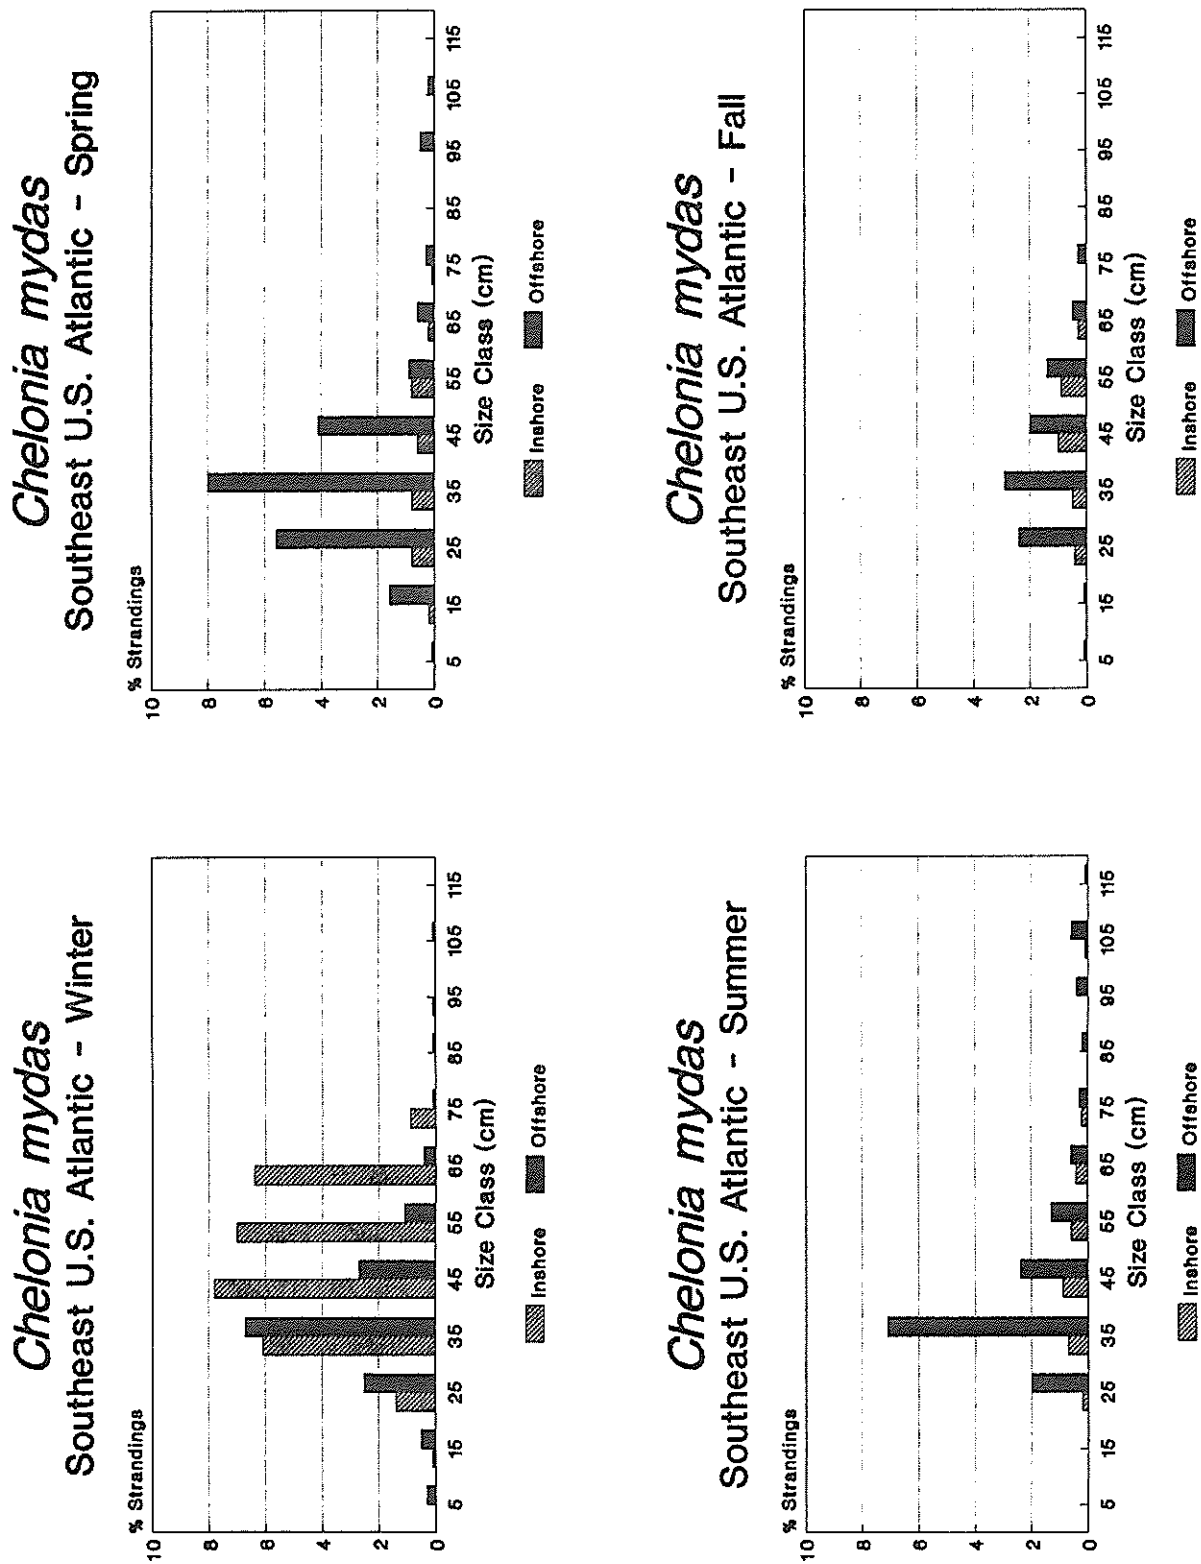 Chelonia mydas
Southeast U.S. Atlantic - Winter
% Strandings
10
8
6
4
2
0
5 15 25 35 45 55 65 75 85 95 105 115
Size Class (cm)
Inshore Offshore
Chelonia mydas
Southeast U.S. Atlantic - Spring
% Strandings
10
8
6
4
2
0
5 15 25 35 45 55 65 75 85 95 105 115
Size Class (cm)
Inshore Offshore
Chelonia mydas
Southeast U.S. Atlantic - Summer
% Strandings
10
8
6
4
2
0
5 15 25 35 45 55 65 75 85 95 105 115
Size Class (cm)
Inshore Offshore
Chelonia mydas
Southeast U.S. Atlantic - Fall
% Strandings
10
8
6
4
2
0
5 15 25 35 45 55 65 75 85 95 105 115
Size Class (cm)
Inshore Offshore